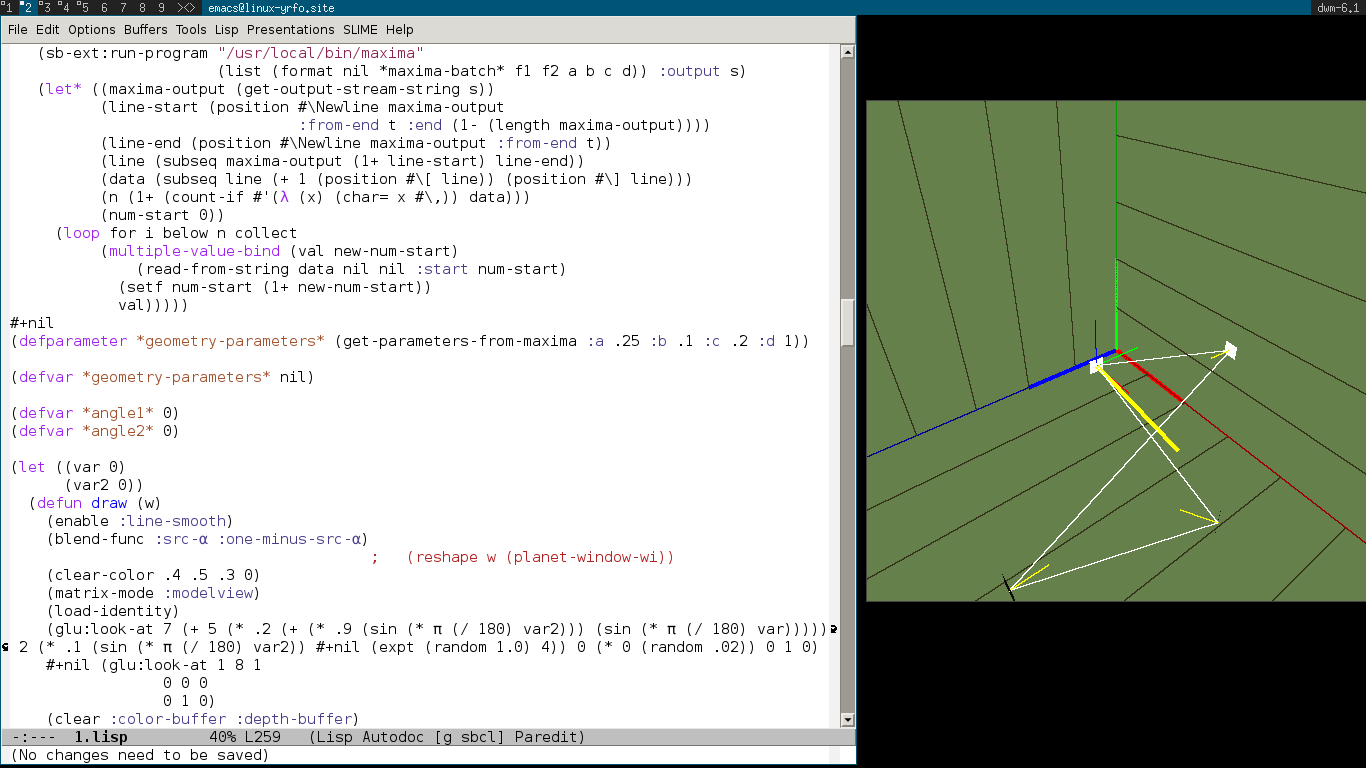 1 2 3 4 5 6 7 8 9 >X> emacs@linux-yrfo.site dwm-6.1
File Edit Options Buffers Tools Lisp Presentations SLIME Help
(sb-ext:run-program "/usr/local/bin/maxima"
(list (format nil *maxima-batch* f1 f2 a b c d)) :output s)
(let* ((maxima-output (get-output-stream-string s))
(line-start (position #\Newline maxima-output
:from-end t :end (1- (length maxima-output))))
(line-end (position #\Newline maxima-output :from-end t))
(line (subseq maxima-output (1+ line-start) line-end))
(data (subseq line (+ 1 (position #\[ line)) (position #\] line)))
(n (1+ (count-if #'(λ (x) (char= x #\,)) data)))
(num-start 0))
(loop for i below n collect
(multiple-value-bind (val new-num-start)
(read-from-string data nil nil :start num-start)
(setf num-start (1+ new-num-start))
val)))))
#+nil
(defparameter *geometry-parameters* (get-parameters-from-maxima :a .25 :b .1 :c .2 :d 1))
(defvar *geometry-parameters* nil)
(defvar *angle1* 0)
(defvar *angle2* 0)
(let ((var 0)
(var2 0))
(defun draw (w)
(enable :line-smooth)
(blend-func :src-α :one-minus-src-α)
; (reshape w (planet-window-wi))
(clear-color .4 .5 .3 0)
(matrix-mode :modelview)
(load-identity)
(glu:look-at 7 (+ 5 (* .2 (+ (* .9 (sin (* π (/ 180) var2))) (sin (* π (/ 180) var)))))
2 (* .1 (sin (* π (/ 180) var2)) #+nil (expt (random 1.0) 4)) 0 (* 0 (random .02)) 0 1 0)
#+nil (glu:look-at 1 8 1
0 0 0
0 1 0)
(clear :color-buffer :depth-buffer)
-:--- 1.lisp 40% L259 (Lisp Autodoc [g sbcl] Paredit)
(No changes need to be saved)